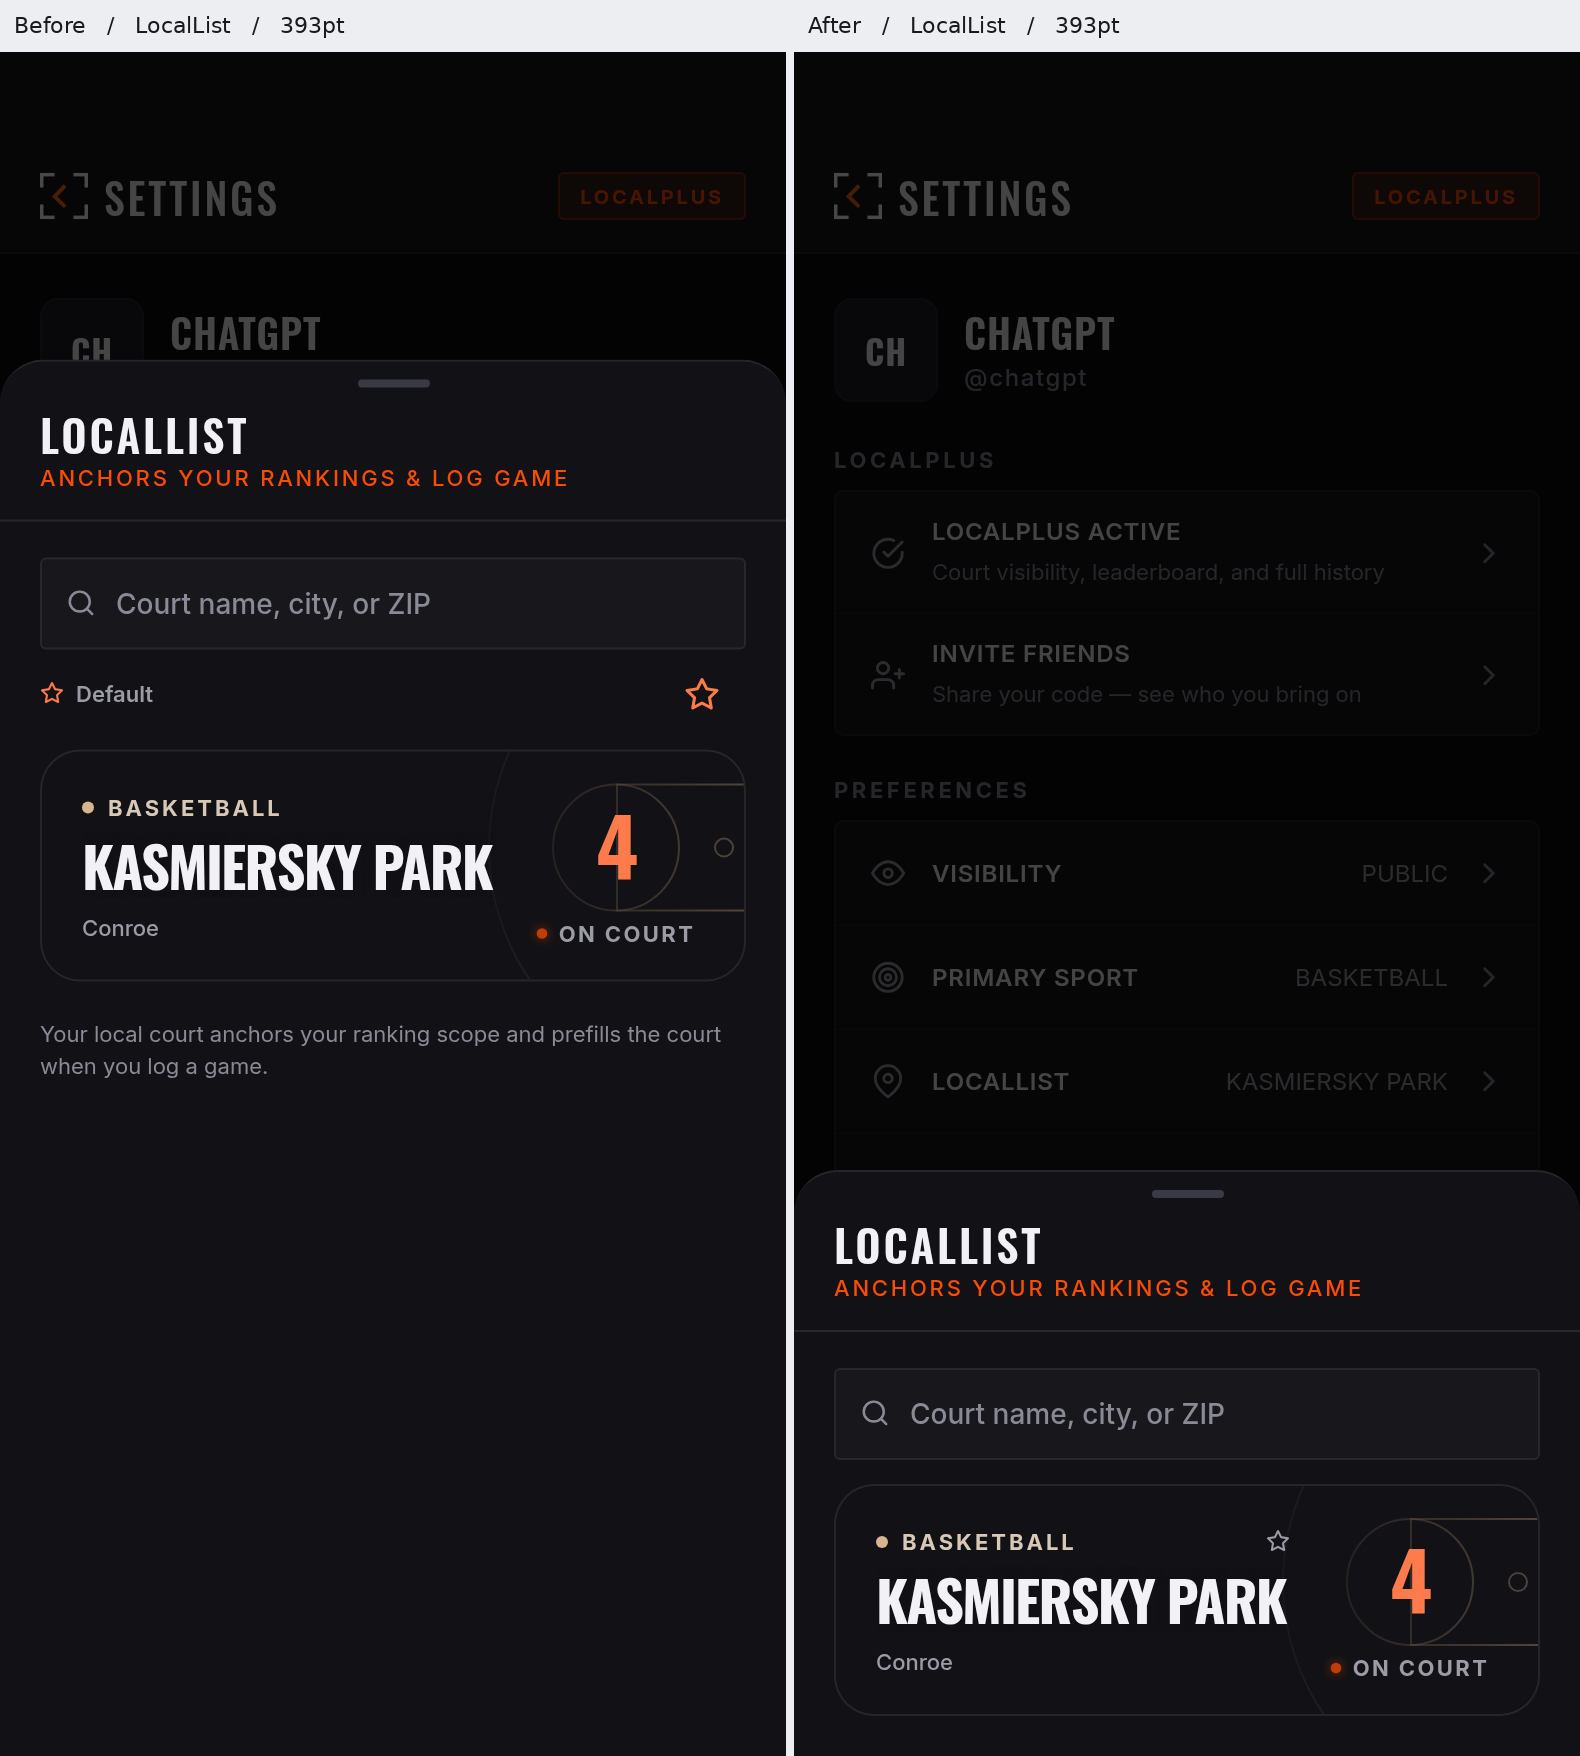 Before / LocalList / 393pt
SETTINGS
LOCALPLUS
CH
CHATGPT
LOCALLIST
ANCHORS YOUR RANKINGS & LOG GAME
Court name, city, or ZIP
Default
BASKETBALL
KASMIERSKY PARK
Conroe
4
ON COURT
Your local court anchors your ranking scope and prefills the court
when you log a game.
After / LocalList / 393pt
SETTINGS
LOCALPLUS
CH
CHATGPT
@chatgpt
LOCALPLUS
LOCALPLUS ACTIVE
Court visibility, leaderboard, and full history
INVITE FRIENDS
Share your code — see who you bring on
PREFERENCES
VISIBILITY PUBLIC
PRIMARY SPORT BASKETBALL
LOCALLIST KASMIERSKY PARK
LOCALLIST
ANCHORS YOUR RANKINGS & LOG GAME
Court name, city, or ZIP
BASKETBALL
KASMIERSKY PARK
Conroe
4
ON COURT